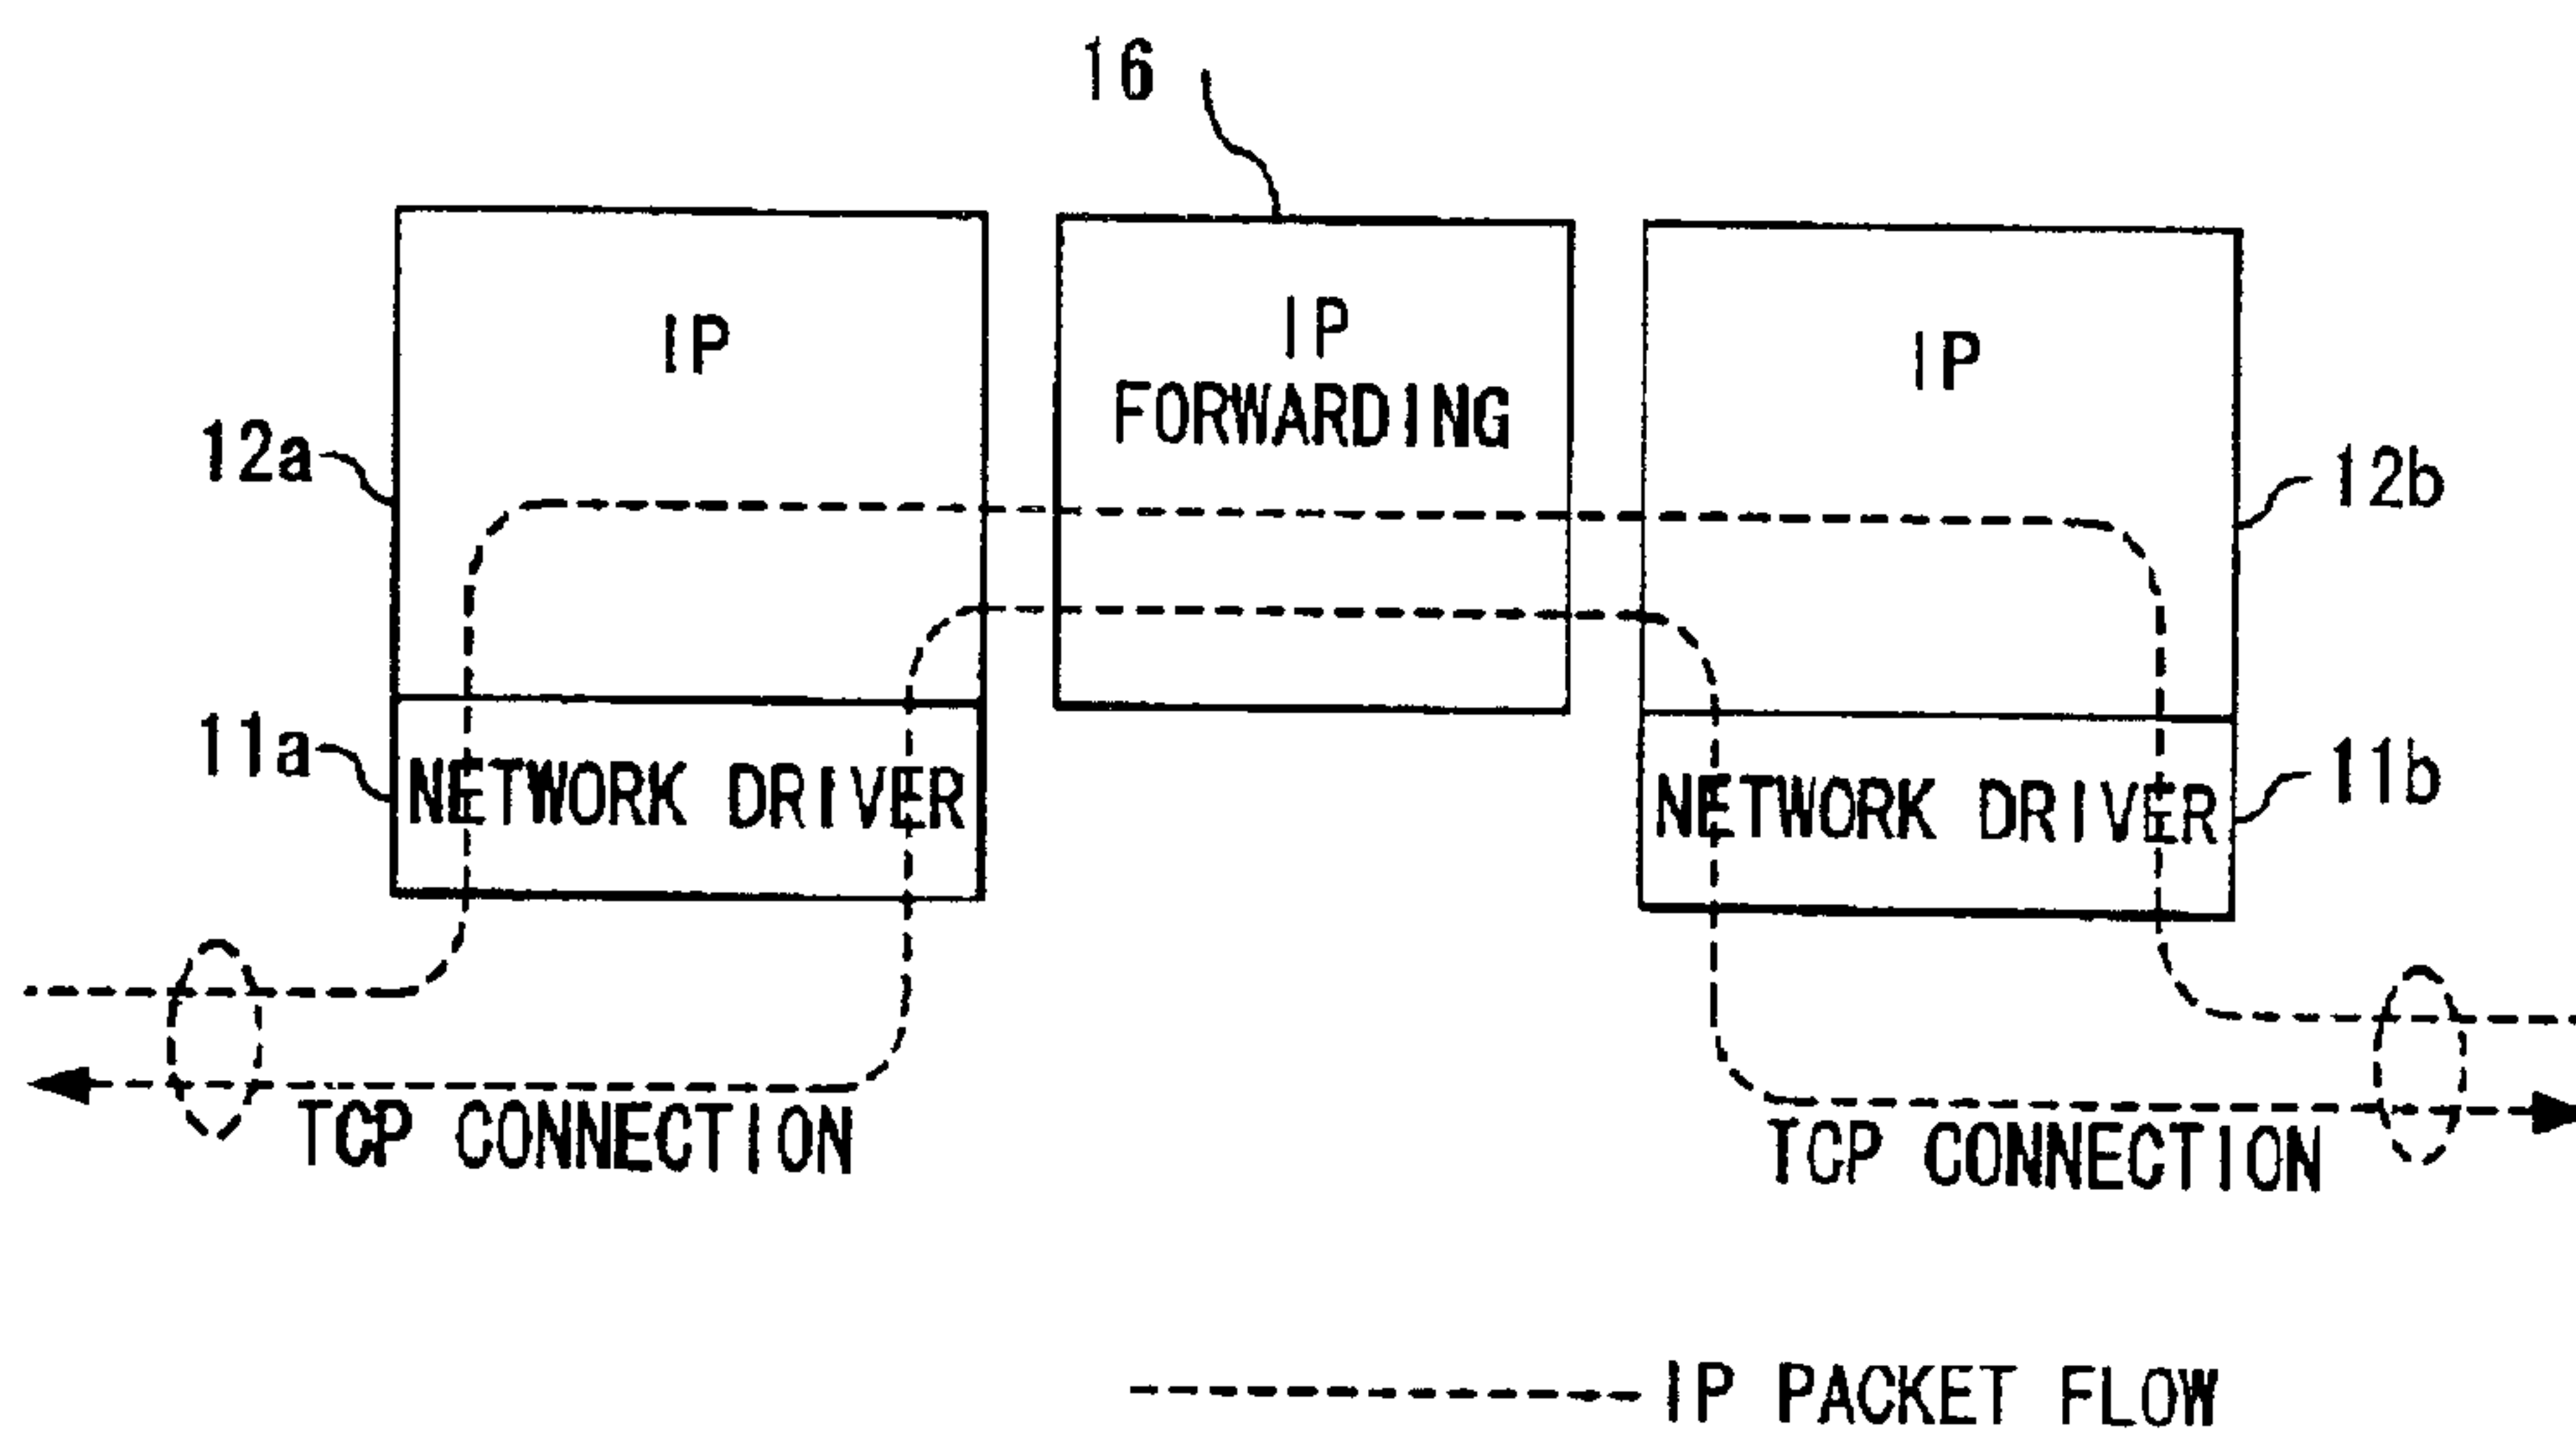 16
IP
IP
FORWARDING
IP
12a
12b
11a
NETWORK DRIVER
NETWORK DRIVER
11b
TCP CONNECTION
TCP CONNECTION
IP PACKET FLOW